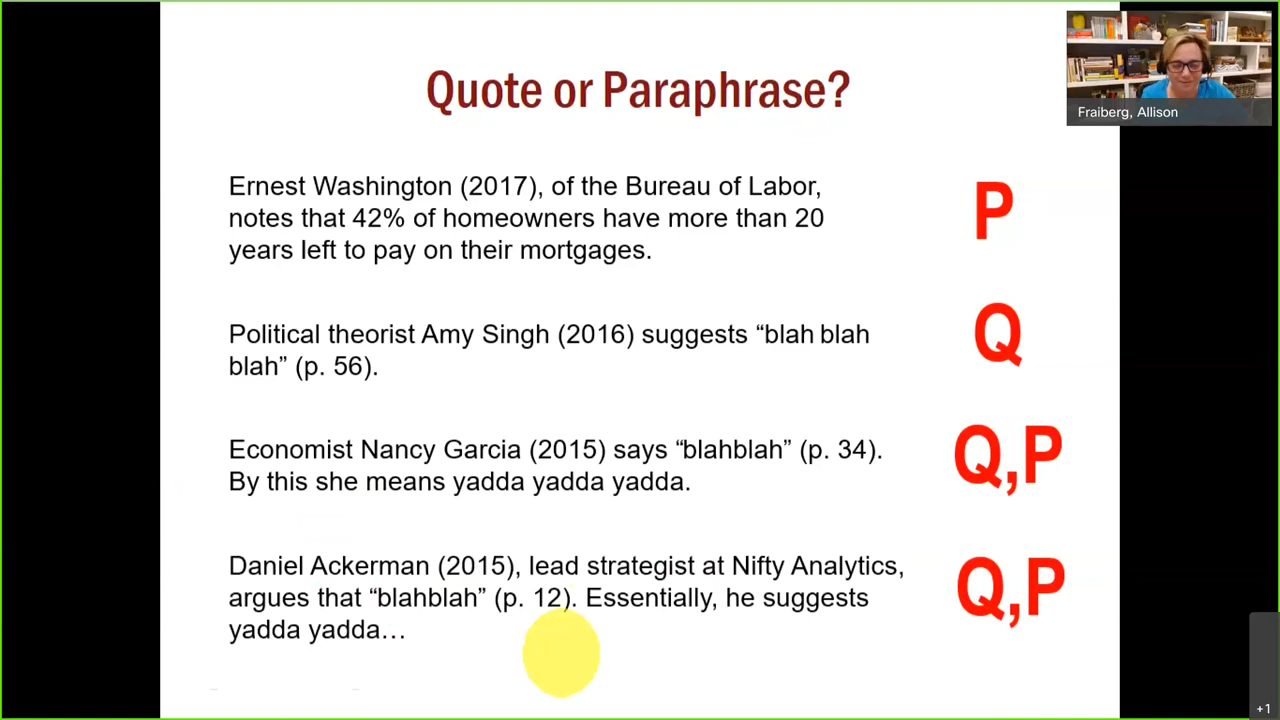 Quote or Paraphrase?
Fraiberg, Allison
Ernest Washington (2017), of the Bureau of Labor,
notes that 42% of homeowners have more than 20
years left to pay on their mortgages.
P
Political theorist Amy Singh (2016) suggests “blah blah
blah” (p. 56).
Q
Economist Nancy Garcia (2015) says “blahblah” (p. 34).
By this she means yadda yadda yadda.
Q,P
Daniel Ackerman (2015), lead strategist at Nifty Analytics,
argues that “blahblah” (p. 12). Essentially, he suggests
yadda yadda…
Q,P
+1